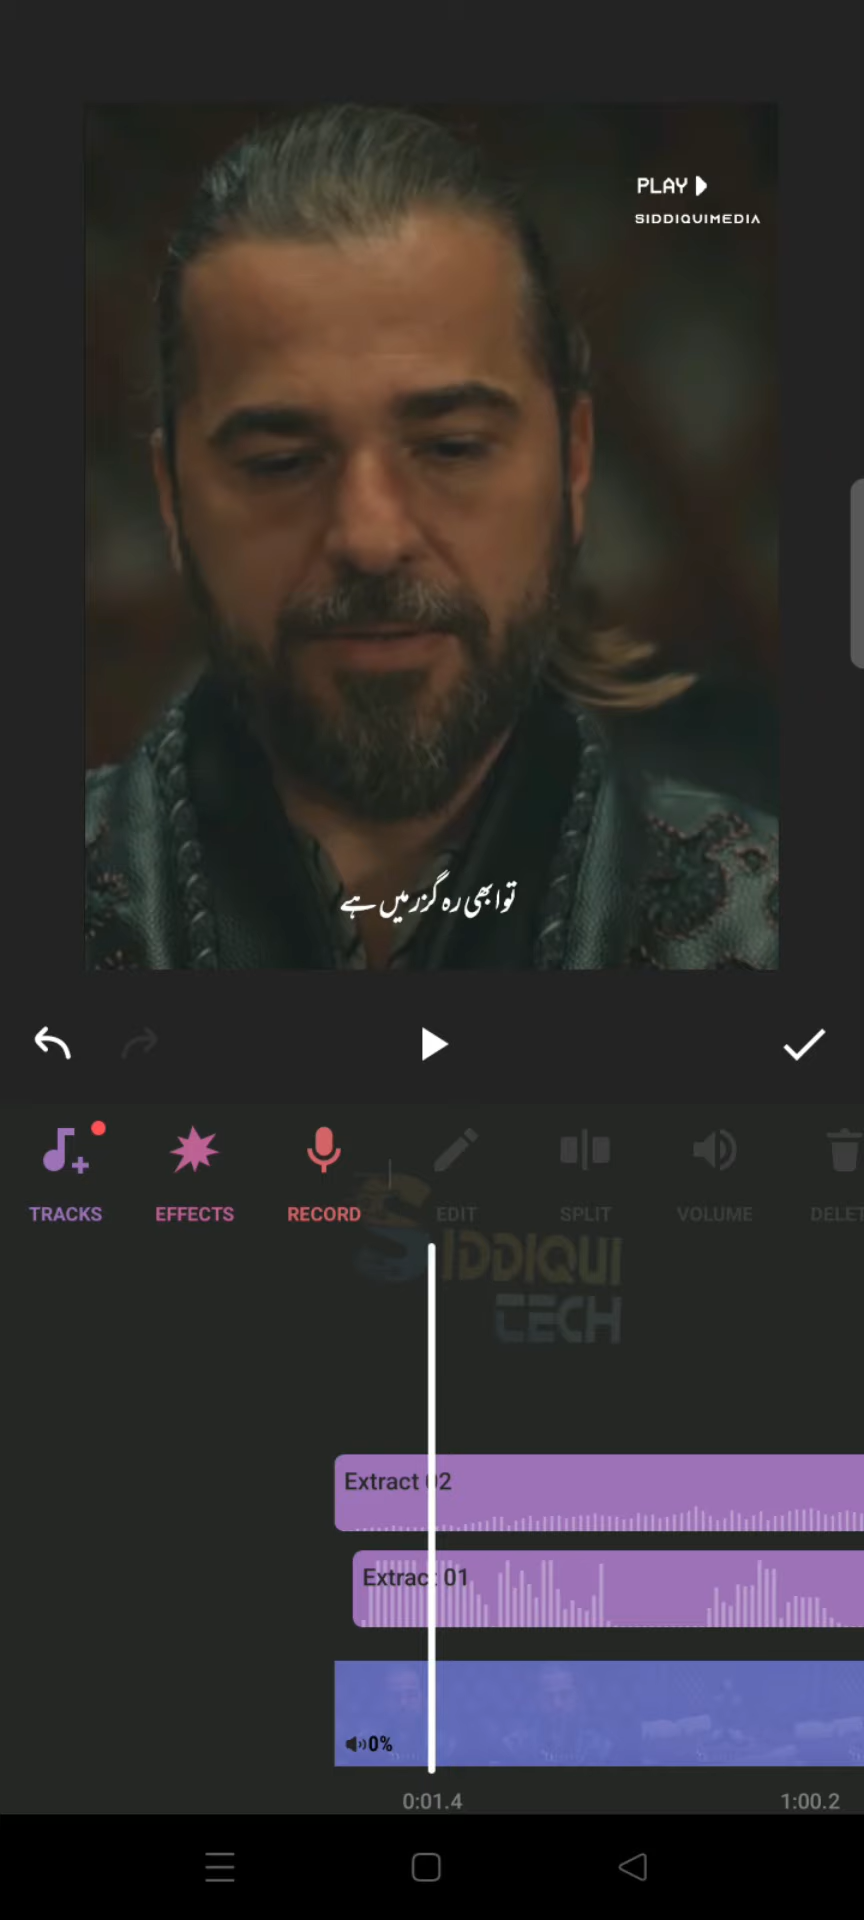 PLAY
SIDDIQUIMEDIA
تو ابھی رہ گزر میں ہے
TRACKS
EFFECTS
RECORD
EDIT
SPLIT
VOLUME
DELET
SIDDIQUI
TECH
Extract 02
Extract 01
0%
0:01.4
1:00.2